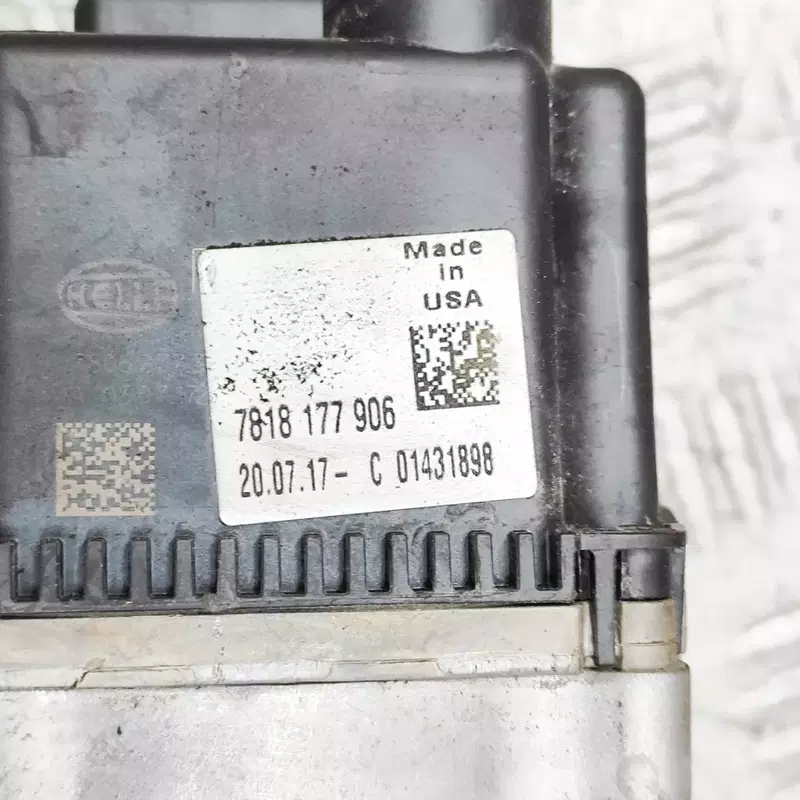 HELLA
Made
in
USA
7818 177 906
20.07.17- C 01431898